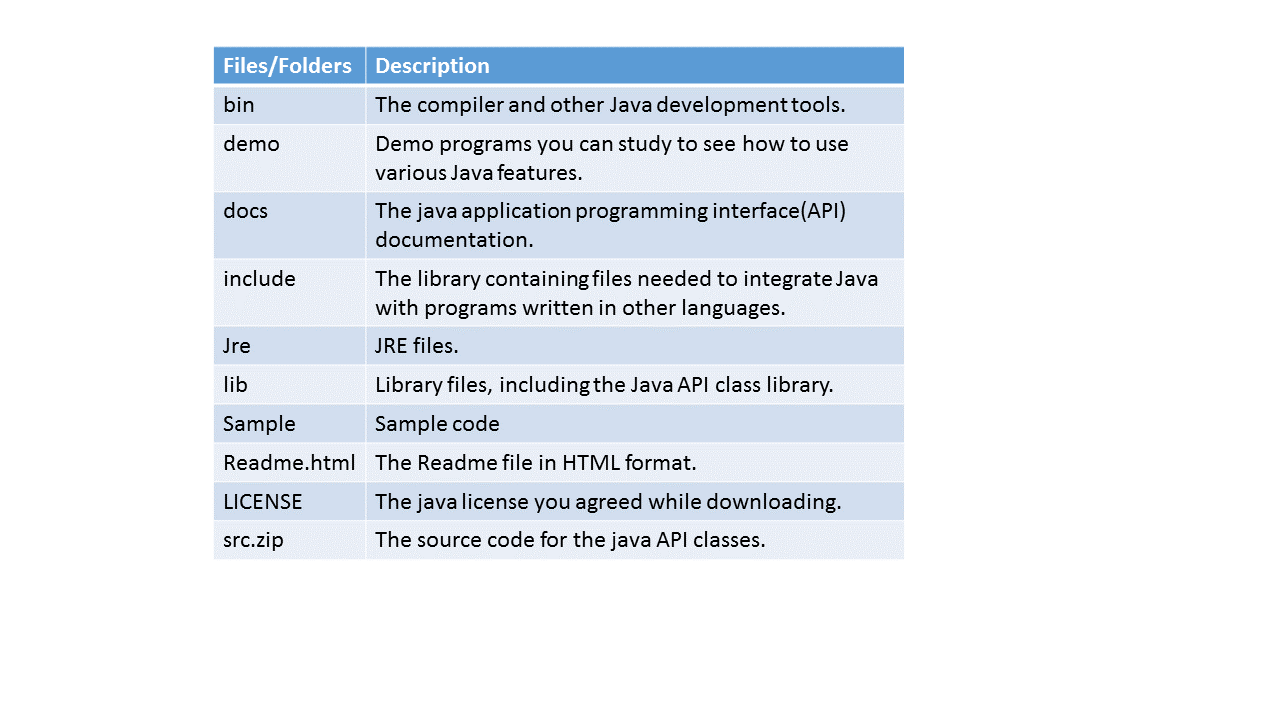 Files/Folders Description
bin The compiler and other Java development tools.
demo Demo programs you can study to see how to use
various Java features.
docs The java application programming interface(API)
documentation.
include The library containing files needed to integrate Java
with programs written in other languages.
Jre JRE files.
lib Library files, including the Java API class library.
Sample Sample code
Readme.html The Readme file in HTML format.
LICENSE The java license you agreed while downloading.
src.zip The source code for the java API classes.